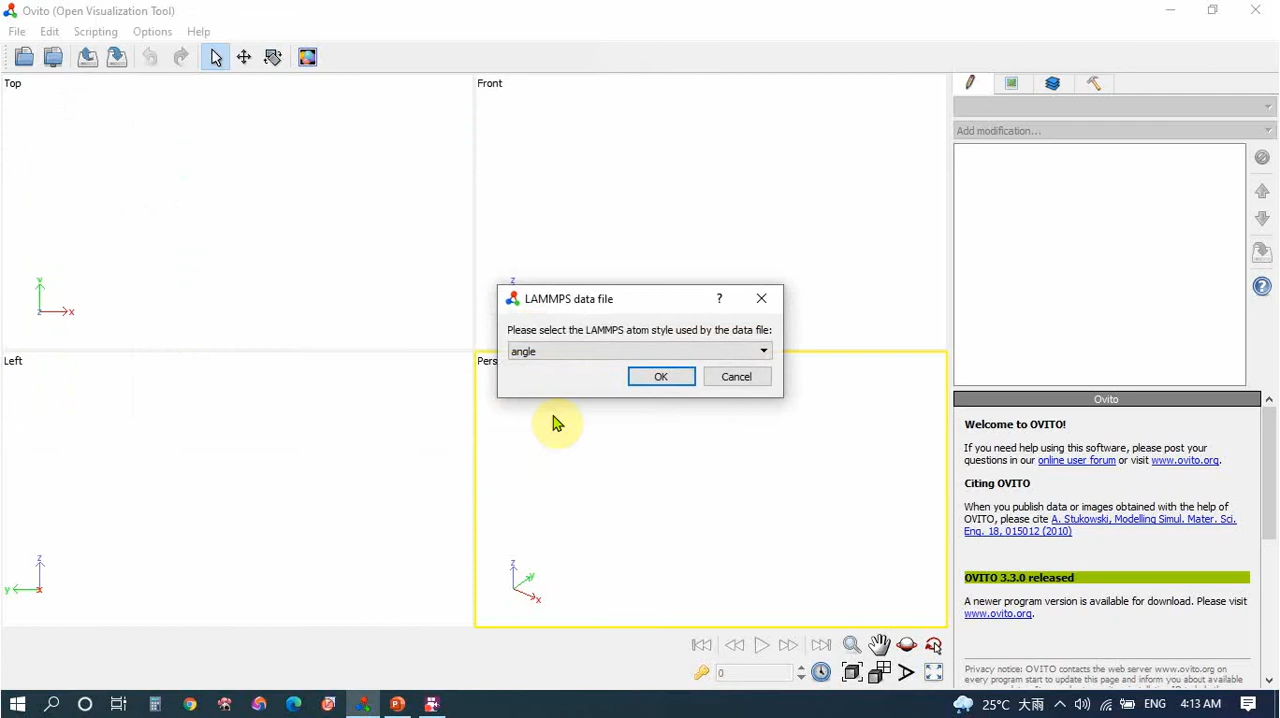 Ovito (Open Visualization Tool)
File Edit Scripting Options Help
Top
Front
Add modification...
z
y
x
z
LAMMPS data file
?
Please select the LAMMPS atom style used by the data file:
angle
OK
Cancel
Left
z
y
x
z
y
x
Ovito
Welcome to OVITO!
If you need help using this software, please post your
questions in our online user forum or visit www.ovito.org.
Citing OVITO
When you publish data or images obtained with the help
of OVITO, please cite A. Stukowski, Modelling Simul. Mater. Sci.
Eng. 18, 015012 (2010)
OVITO 3.3.0 released
A newer program version is available for download. Please visit
www.ovito.org.
Privacy notice: OVITO contacts the web server www.ovito.org on
every program start to update this page and inform you about available
0
25°C 大雨
ENG
4:13 AM